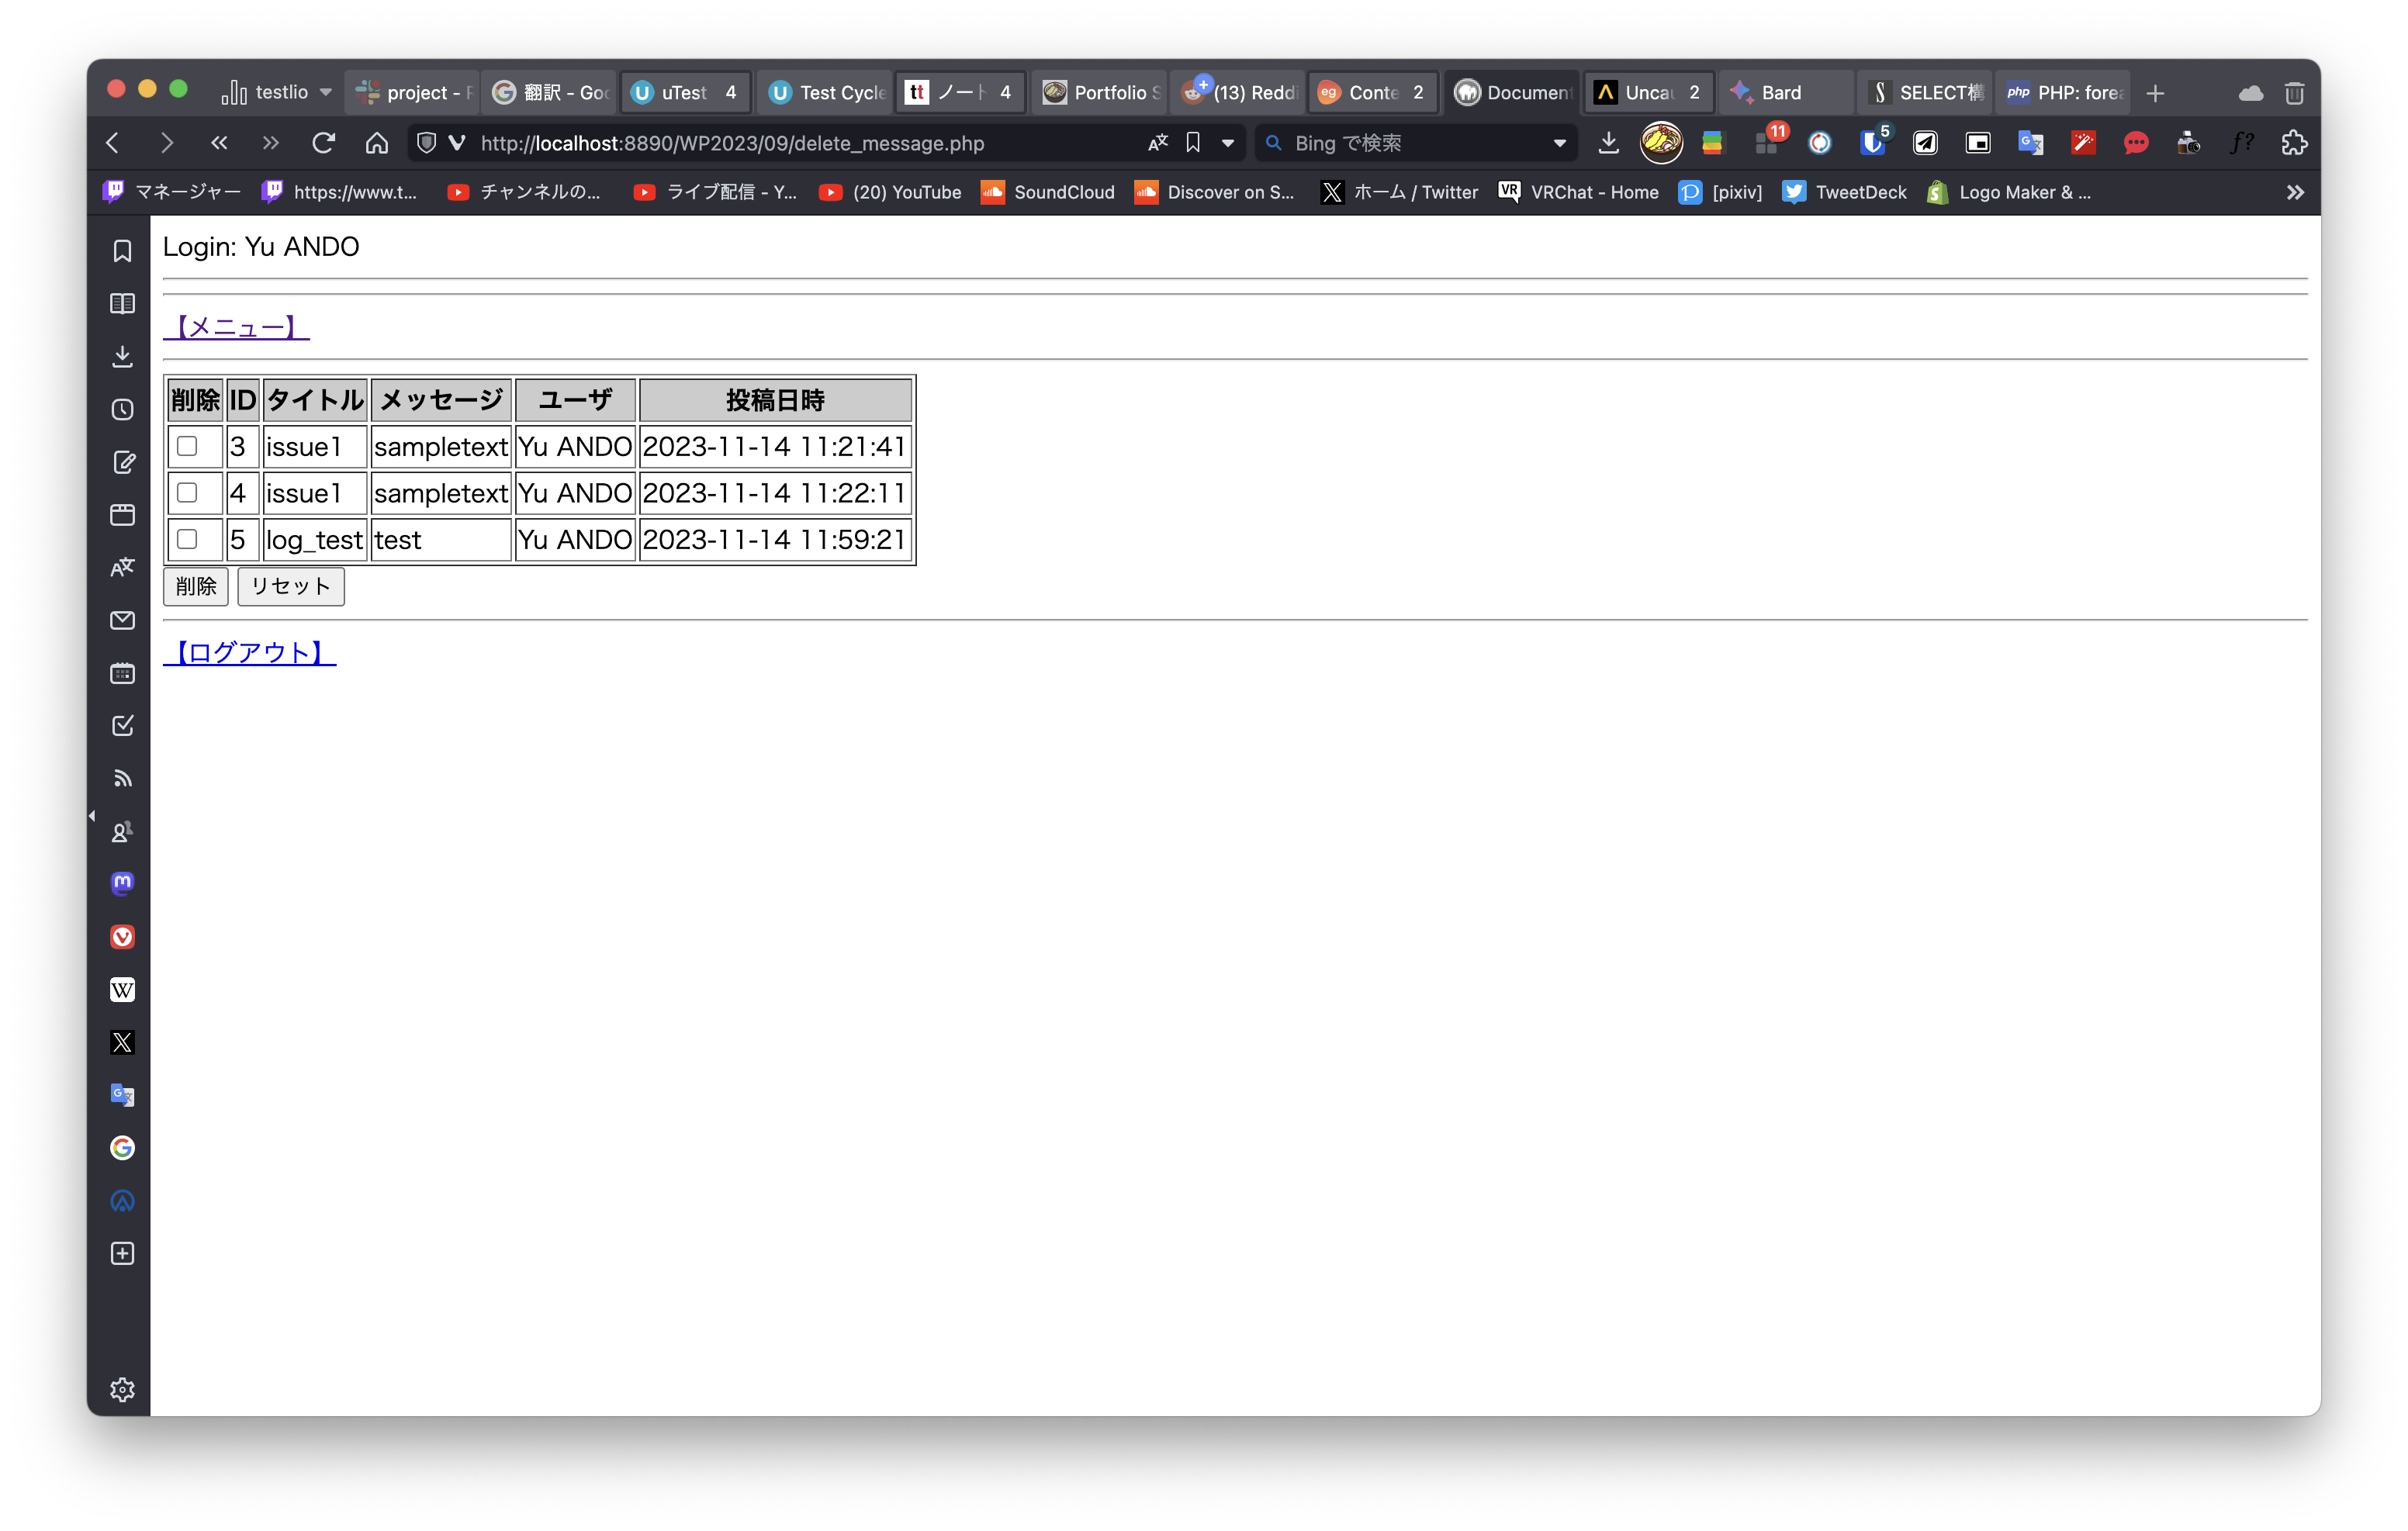 testlio project - F 翻訳 - Goo uTest 4 Test Cycle tt ノート 4 Portfolio S (13) Reddi eg Conte 2 Document Uncau 2 Bard SELECT構 php PHP: forea
http://localhost:8890/WP2023/09/delete_message.php Bing で検索 11 5 f?
マネージャー https://www.t... チャンネルの... ライブ配信 - Y... (20) YouTube SoundCloud Discover on S... ホーム / Twitter VR VRChat - Home [pixiv] TweetDeck Logo Maker & ...
Login: Yu ANDO
【メニュー】
削除 ID タイトル メッセージ ユーザ 投稿日時
3 issue1 sampletext Yu ANDO 2023-11-14 11:21:41
4 issue1 sampletext Yu ANDO 2023-11-14 11:22:11
5 log_test test Yu ANDO 2023-11-14 11:59:21
削除 リセット
【ログアウト】